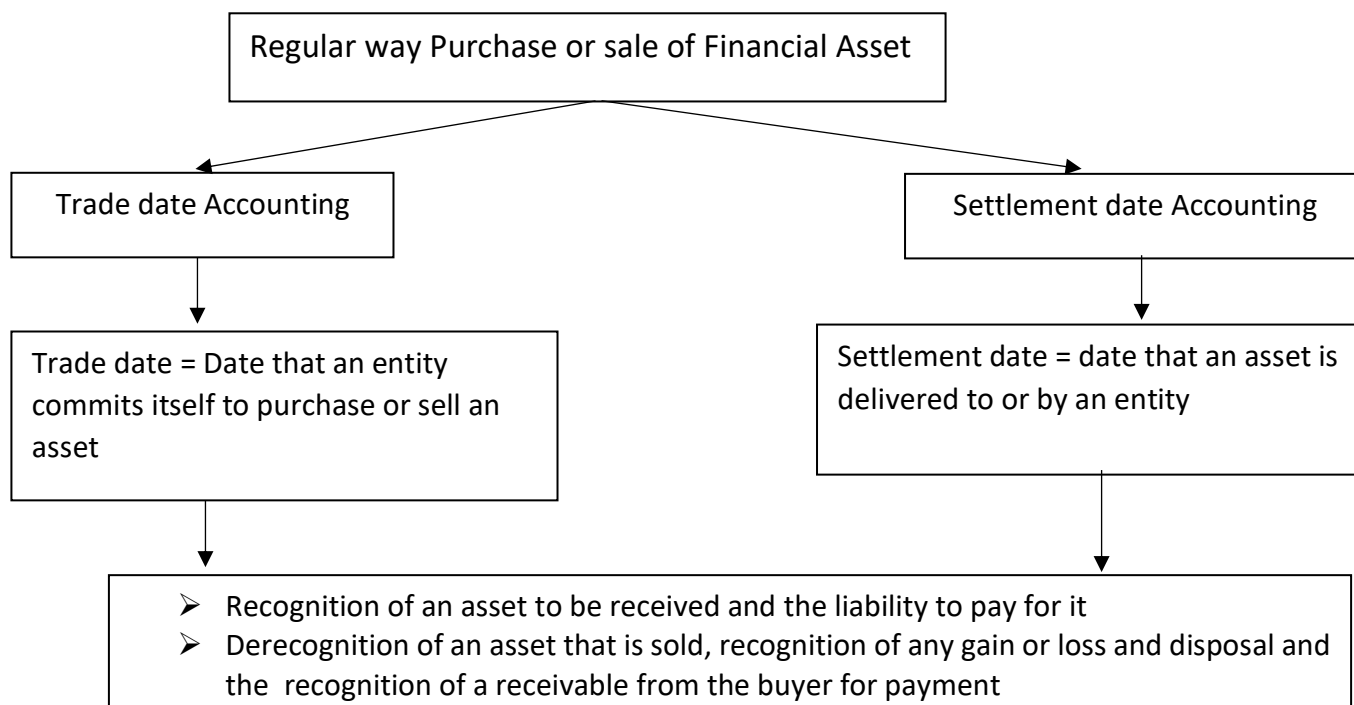 Regular way Purchase or sale of Financial Asset
Trade date Accounting
Settlement date Accounting
Trade date = Date that an entity
commits itself to purchase or sell an
asset
Settlement date = date that an asset is
delivered to or by an entity
➢ Recognition of an asset to be received and the liability to pay for it
➢ Derecognition of an asset that is sold, recognition of any gain or loss and disposal and
the recognition of a receivable from the buyer for payment